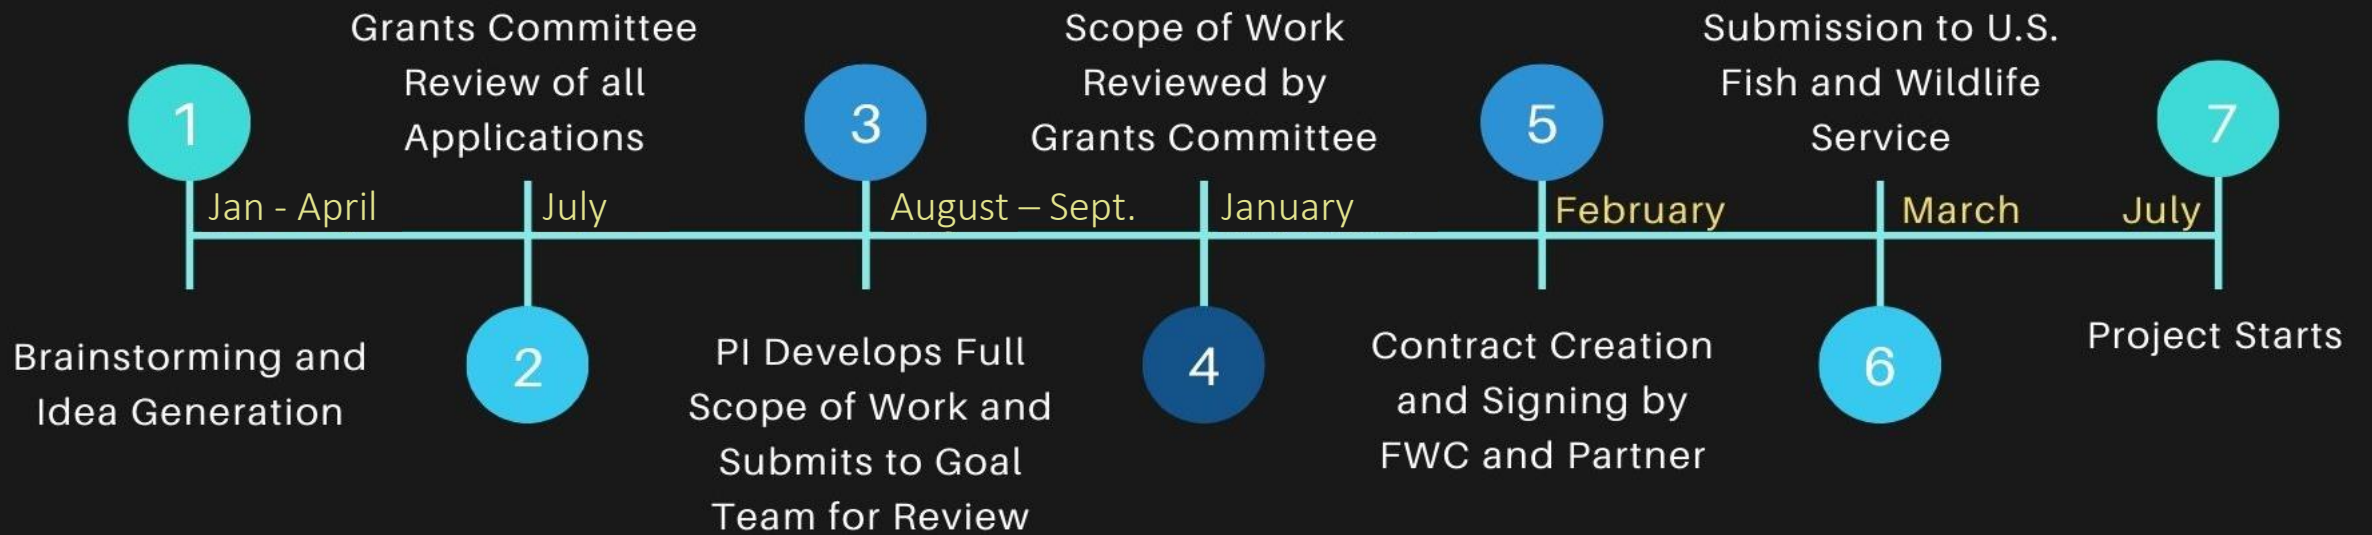 1
Jan - April
Brainstorming and
Idea Generation
Grants Committee
Review of all
Applications
July
2
3
August – Sept.
PI Develops Full
Scope of Work and
Submits to Goal
Team for Review
Scope of Work
Reviewed by
Grants Committee
January
4
5
February
Contract Creation
and Signing by
FWC and Partner
Submission to U.S.
Fish and Wildlife
Service
March
6
7
July
Project Starts